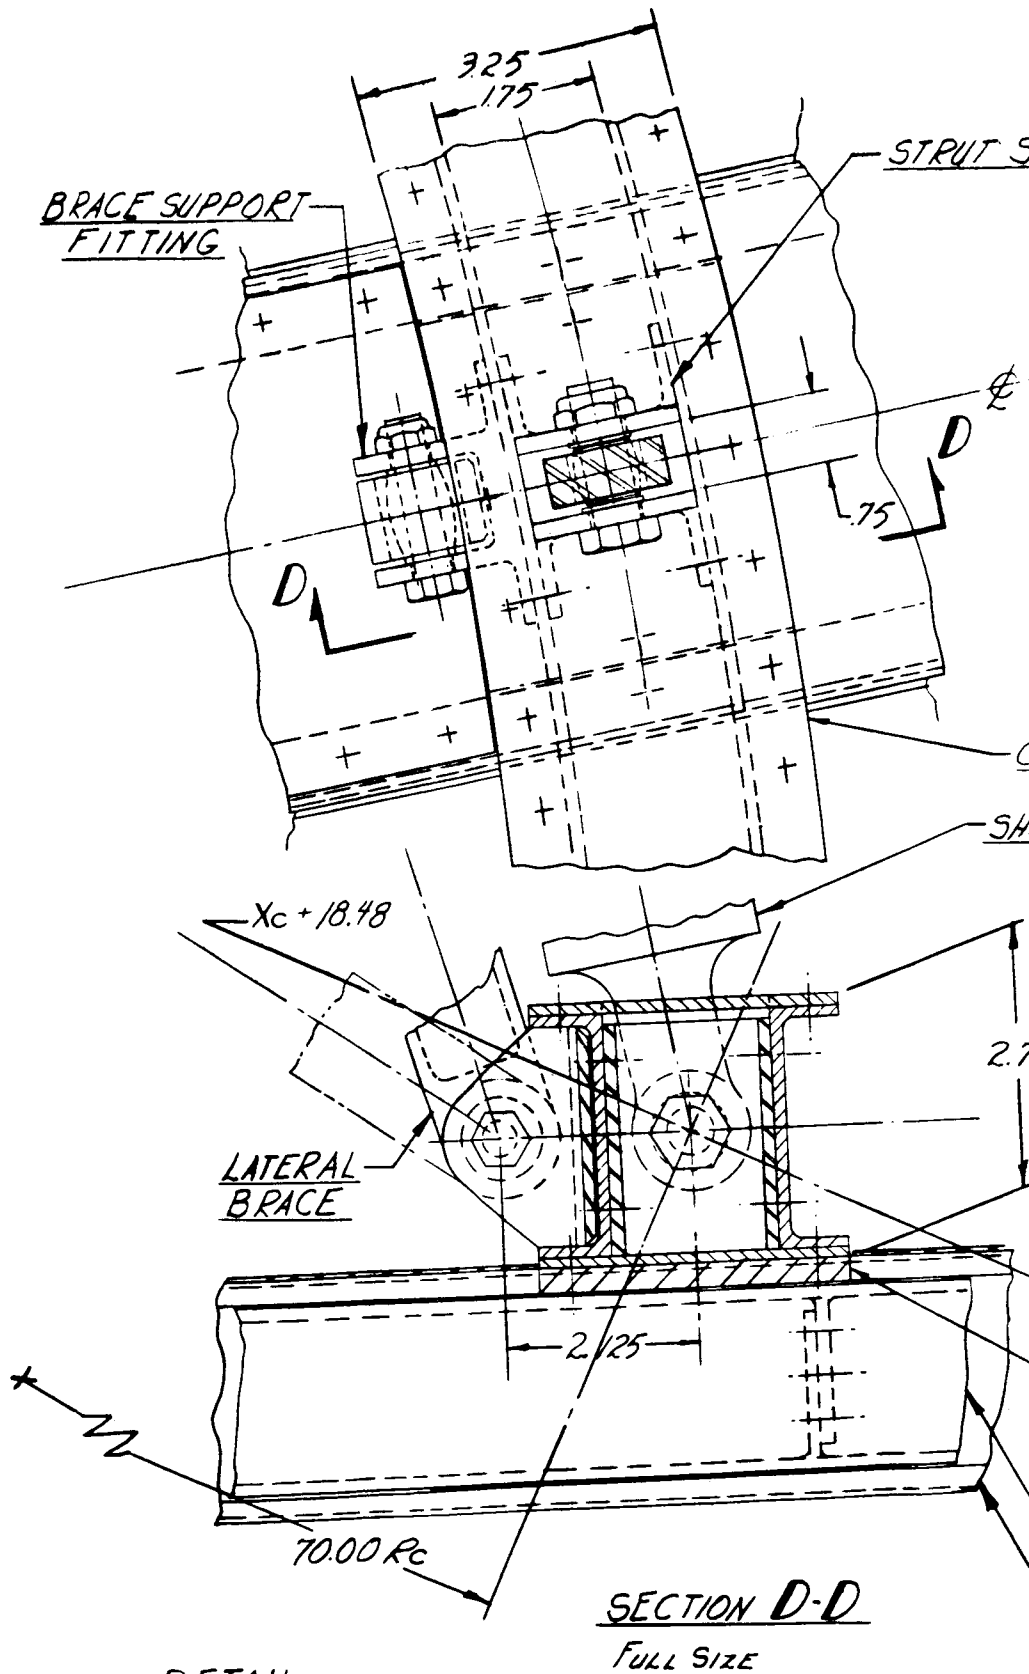 3.25
1.75
STRUT
BRACE SUPPORT
FITTING
℄
D
.75
D
Xc + 18.48
LATERAL
BRACE
2.125
70.00 Rc
SECTION D-D
FULL SIZE